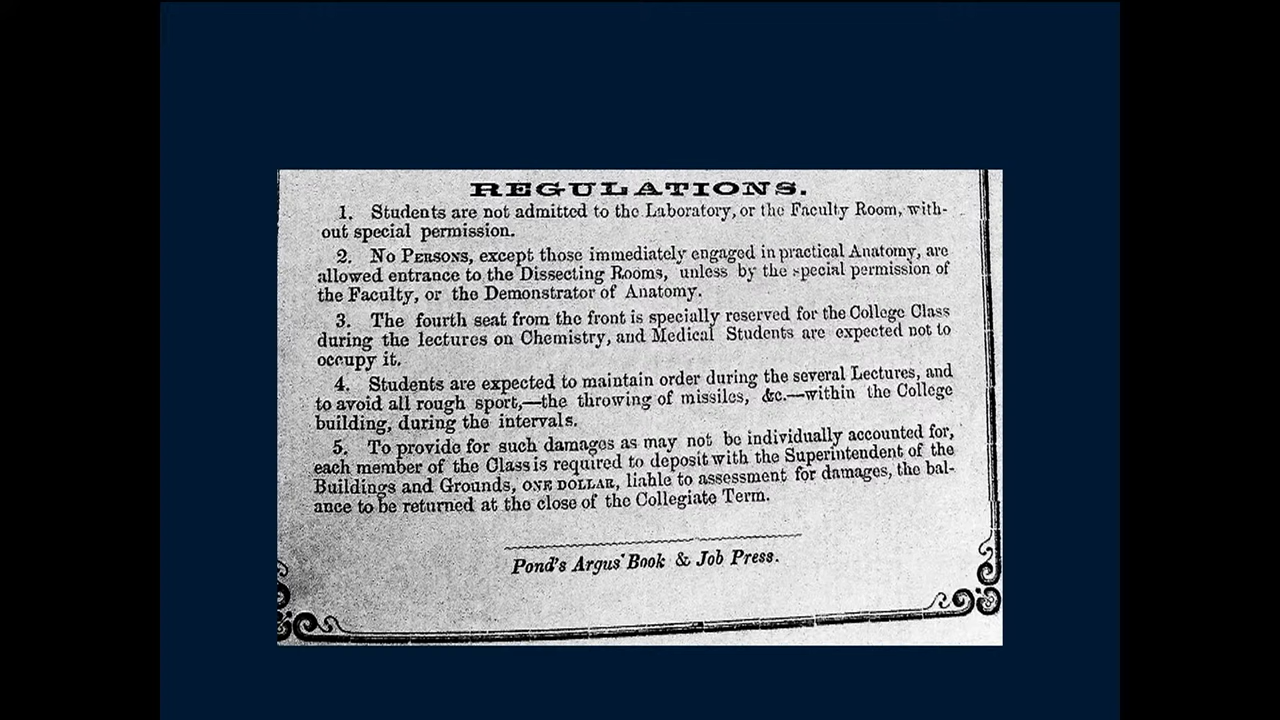 REGULATIONS.
1. Students are not admitted to the Laboratory, or the Faculty Room, with-
out special permission.
2. No Persons, except those immediately engaged in practical Anatomy, are
allowed entrance to the Dissecting Rooms, unless by the special permission of
the Faculty, or the Demonstrator of Anatomy.
3. The fourth seat from the front is specially reserved for the College Class
during the lectures on Chemistry, and Medical Students are expected not to
occupy it.
4. Students are expected to maintain order during the several Lectures, and
to avoid all rough sport,—the throwing of missiles, &c.—within the College
building, during the intervals.
5. To provide for such damages as may not be individually accounted for,
each member of the Class is required to deposit with the Superintendent of the
Buildings and Grounds, ONE DOLLAR, liable to assessment for damages, the bal-
ance to be returned at the close of the Collegiate Term.
Pond's Argus Book & Job Press.